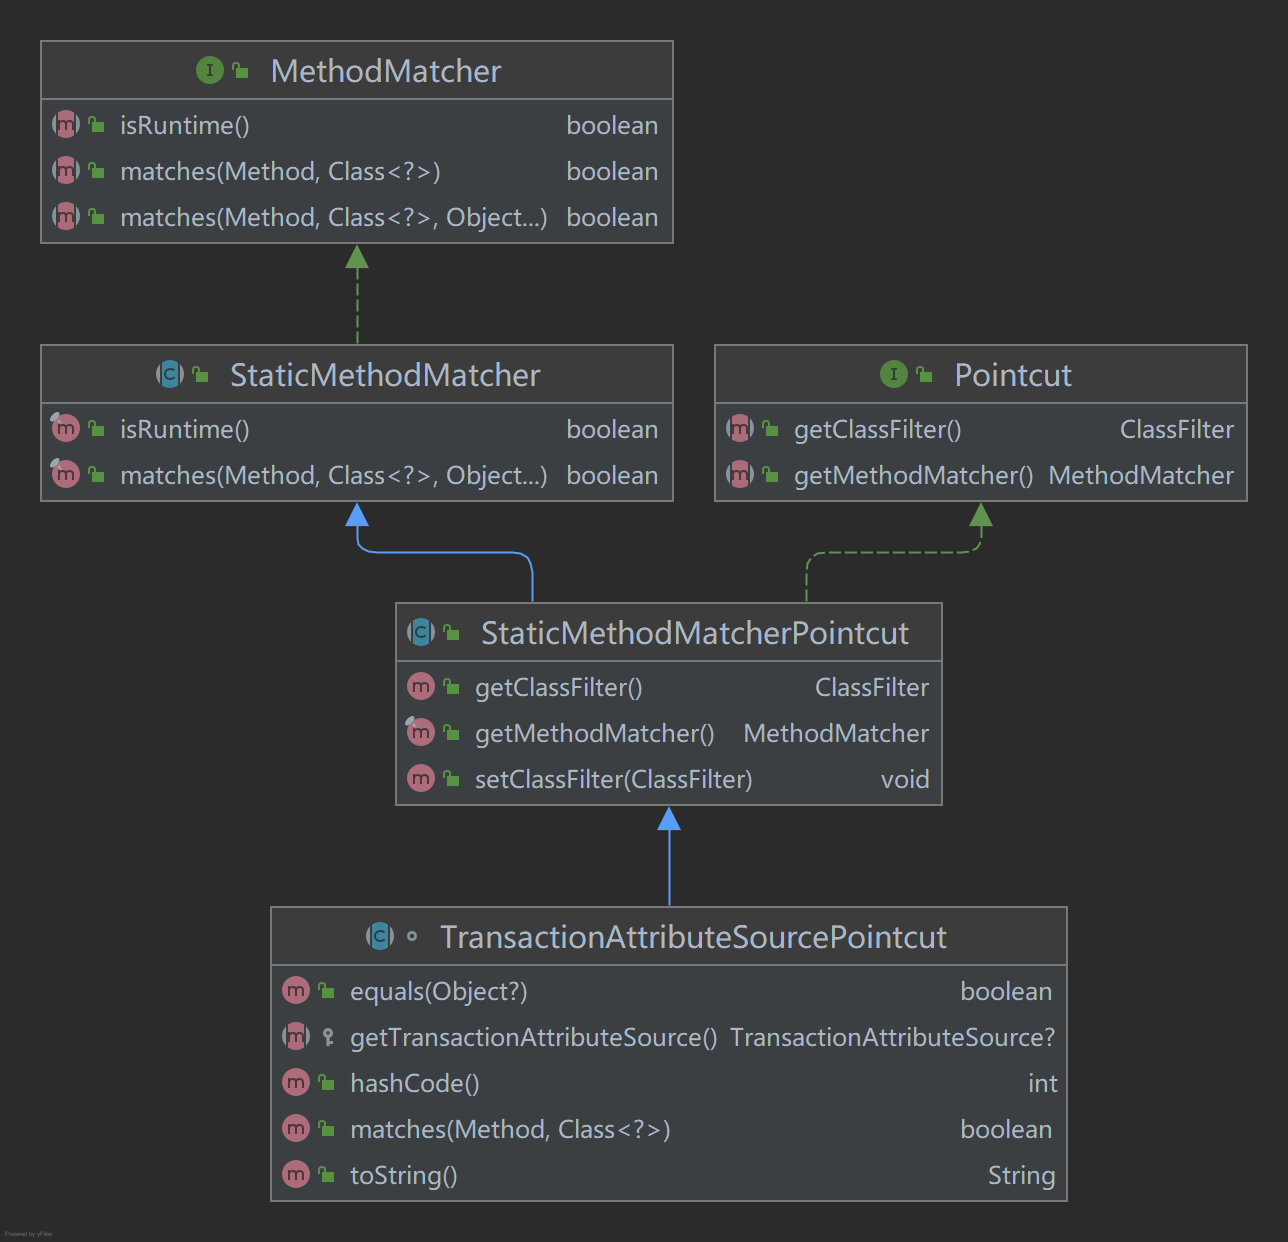 MethodMatcher
isRuntime() boolean
matches(Method, Class<?>) boolean
matches(Method, Class<?>, Object...) boolean
StaticMethodMatcher
isRuntime() boolean
matches(Method, Class<?>, Object...) boolean
Pointcut
getClassFilter() ClassFilter
getMethodMatcher() MethodMatcher
StaticMethodMatcherPointcut
getClassFilter() ClassFilter
getMethodMatcher() MethodMatcher
setClassFilter(ClassFilter) void
TransactionAttributeSourcePointcut
equals(Object?) boolean
getTransactionAttributeSource() TransactionAttributeSource?
hashCode() int
matches(Method, Class<?>) boolean
toString() String
Powered by yFiles